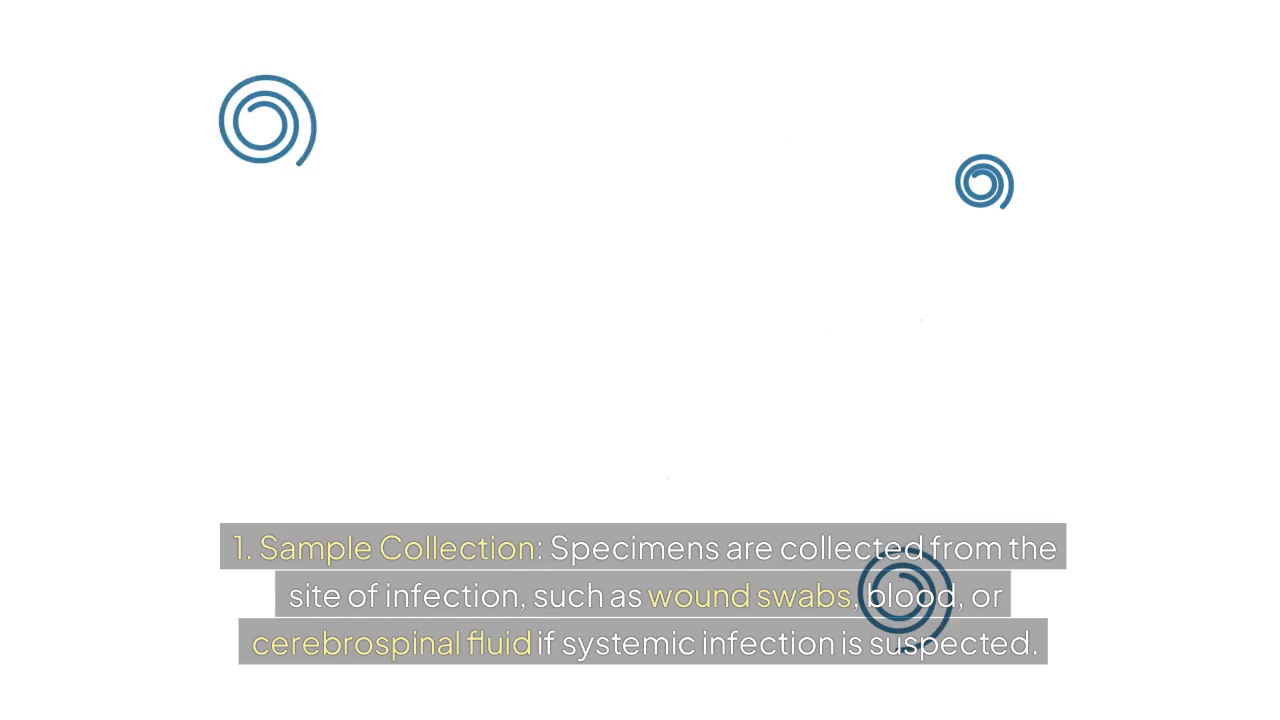 1. Sample Collection: Specimens are collected from the
site of infection, such as wound swabs, blood, or
cerebrospinal fluid if systemic infection is suspected.